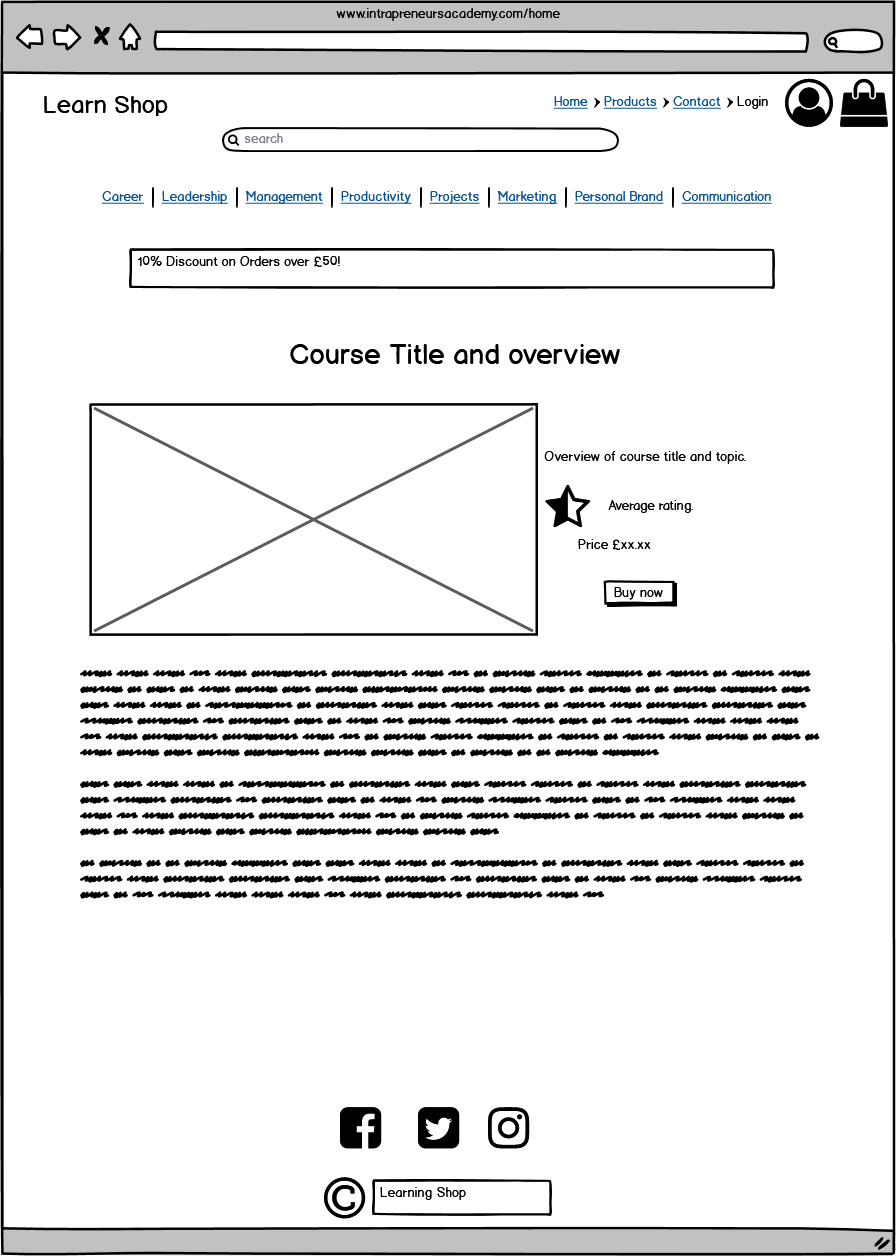 www.intrapreneursacademy.com/home
Learn Shop
Home Products Contact Login
search
Career Leadership Management Productivity Projects Marketing Personal Brand Communication
10% Discount on Orders over £50!
Course Title and overview
Overview of course title and topic.
Average rating.
Price £xx.xx
Buy now
© Learning Shop